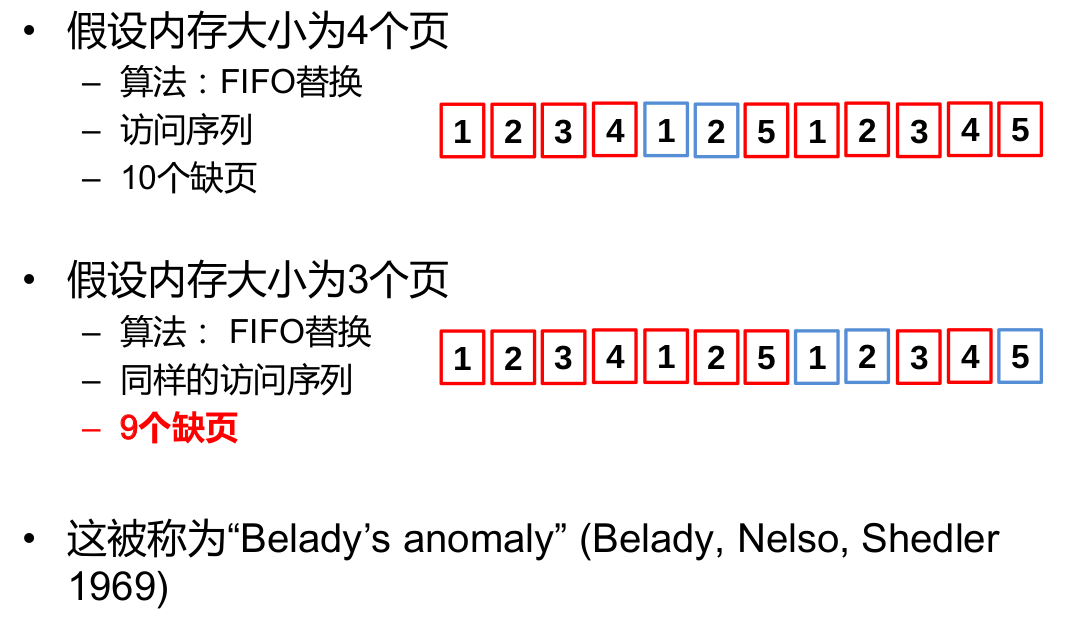 • 假设内存大小为4个页
– 算法：FIFO替换
– 访问序列
1 2 3 4 1 2 5 1 2 3 4 5
– 10个缺页
• 假设内存大小为3个页
– 算法： FIFO替换
1 2 3 4 1 2 5 1 2 3 4 5
– 同样的访问序列
– 9个缺页
• 这被称为“Belady’s anomaly” (Belady, Nelso, Shedler
1969)